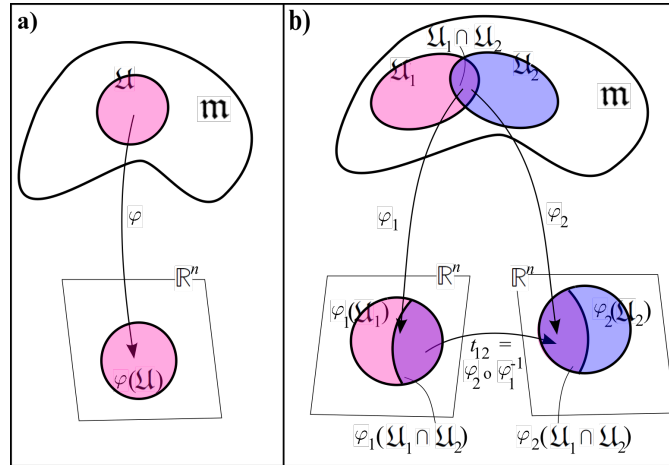 a)
𝔘
𝔐
φ
ℝⁿ
φ(𝔘)
b)
𝔘₁ ∩ 𝔘₂
𝔘₁
𝔘₂
𝔐
φ₁
φ₂
ℝⁿ
ℝⁿ
φ₁(𝔘₁)
φ₂(𝔘₂)
t₁₂ =
φ₂ o φ₁⁻¹
φ₁(𝔘₁ ∩ 𝔘₂)
φ₂(𝔘₁ ∩ 𝔘₂)